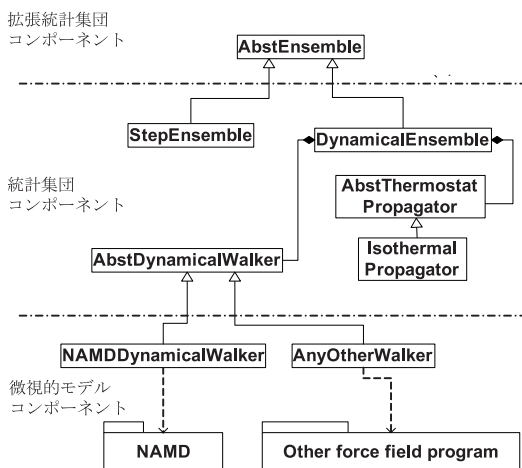 拡張統計集団
コンポーネント
AbstEnsemble
StepEnsemble
DynamicalEnsemble
統計集団
コンポーネント
AbstThermostat
Propagator
Isothermal
Propagator
AbstDynamicalWalker
NAMDDynamicalWalker
AnyOtherWalker
微視的モデル
コンポーネント
NAMD
Other force field program